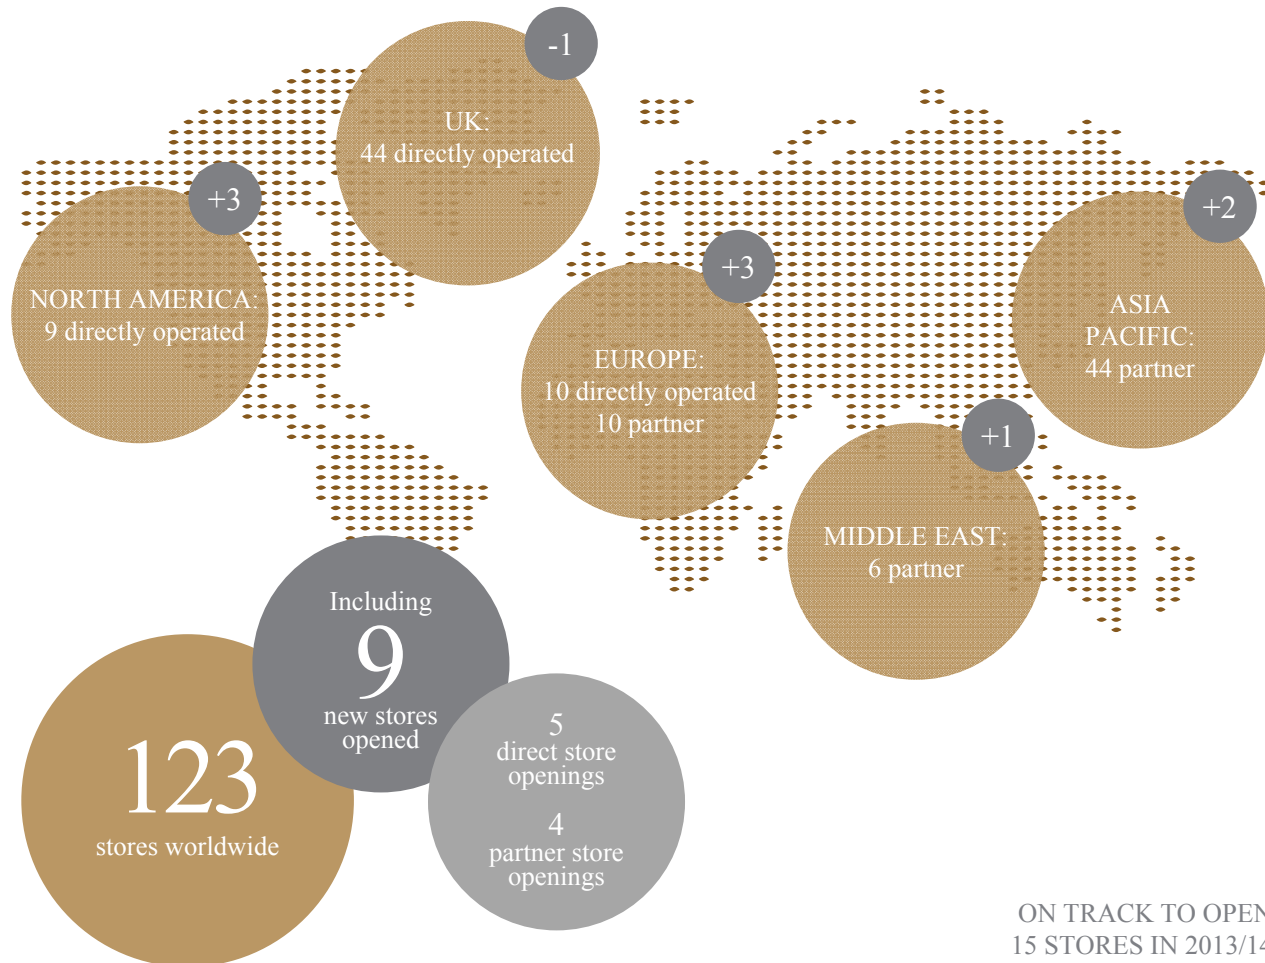 -1
UK:
44 directly operated
+3
NORTH AMERICA:
9 directly operated
+3
EUROPE:
10 directly operated
10 partner
+2
ASIA
PACIFIC:
44 partner
+1
MIDDLE EAST:
6 partner
Including
9
new stores
opened
123
stores worldwide
5
direct store
openings
4
partner store
openings
ON TRACK TO OPEN
15 STORES IN 2013/14